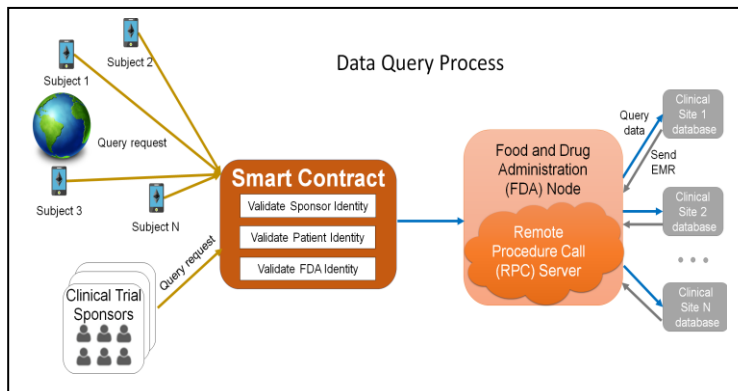 Data Query Process
Subject 2
Subject 1
Query request
Subject 3
Subject N
Query request
Clinical Trial
Sponsors
Smart Contract
Validate Sponsor Identity
Validate Patient Identity
Validate FDA Identity
Food and Drug
Administration
(FDA) Node
Remote
Procedure Call
(RPC) Server
Query
data
Send
EMR
Clinical
Site 1
database
Clinical
Site 2
database
• • •
Clinical
Site N
database